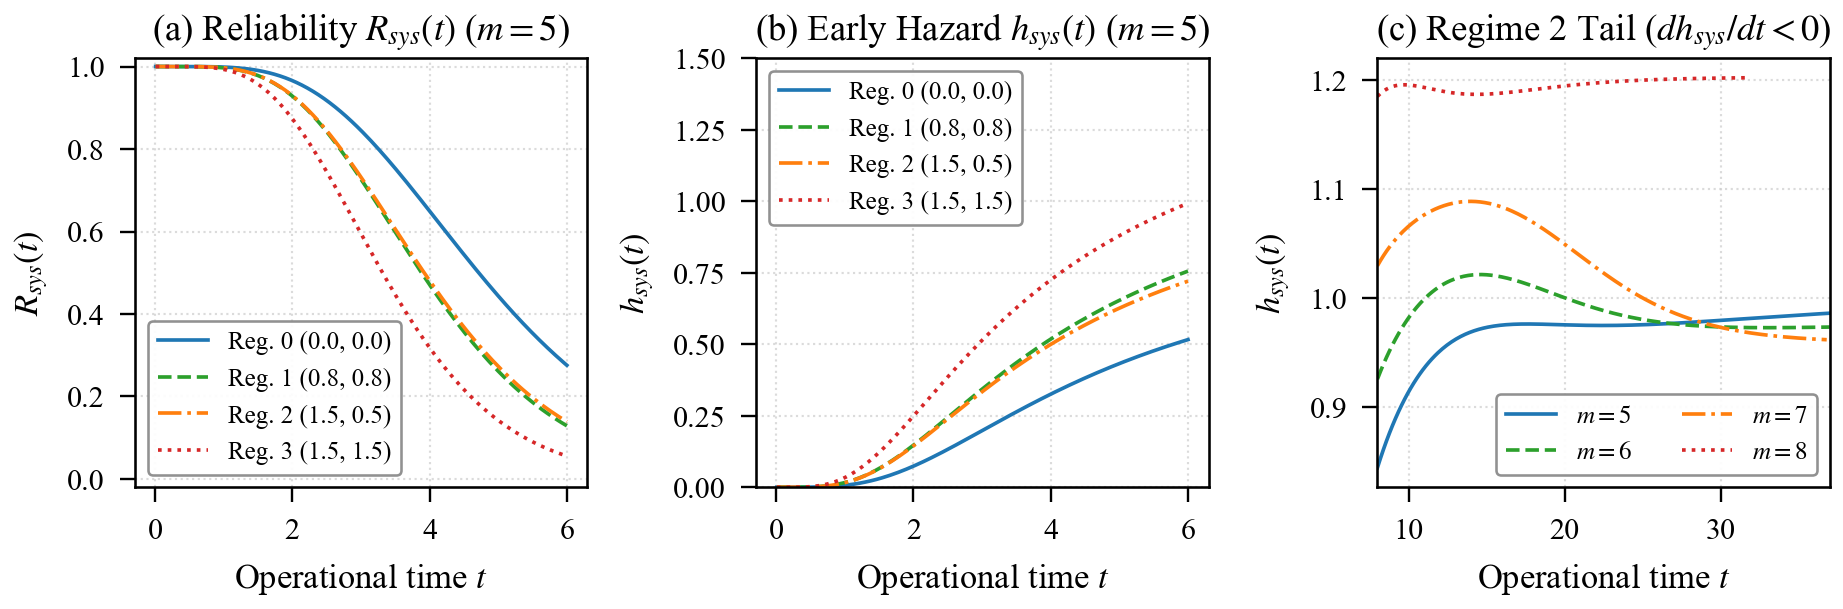 (a) Reliability R_sys(t) (m = 5)
1.0
0.8
0.6
0.4
0.2
0.0
R_sys(t)
Reg. 0 (0.0, 0.0)
Reg. 1 (0.8, 0.8)
Reg. 2 (1.5, 0.5)
Reg. 3 (1.5, 1.5)
0 2 4 6
Operational time t
(b) Early Hazard h_sys(t) (m = 5)
1.50
1.25
1.00
0.75
0.50
0.25
0.00
h_sys(t)
Reg. 0 (0.0, 0.0)
Reg. 1 (0.8, 0.8)
Reg. 2 (1.5, 0.5)
Reg. 3 (1.5, 1.5)
0 2 4 6
Operational time t
(c) Regime 2 Tail (dh_sys/dt < 0)
1.2
1.1
1.0
0.9
h_sys(t)
m = 5 m = 7
m = 6 m = 8
10 20 30
Operational time t